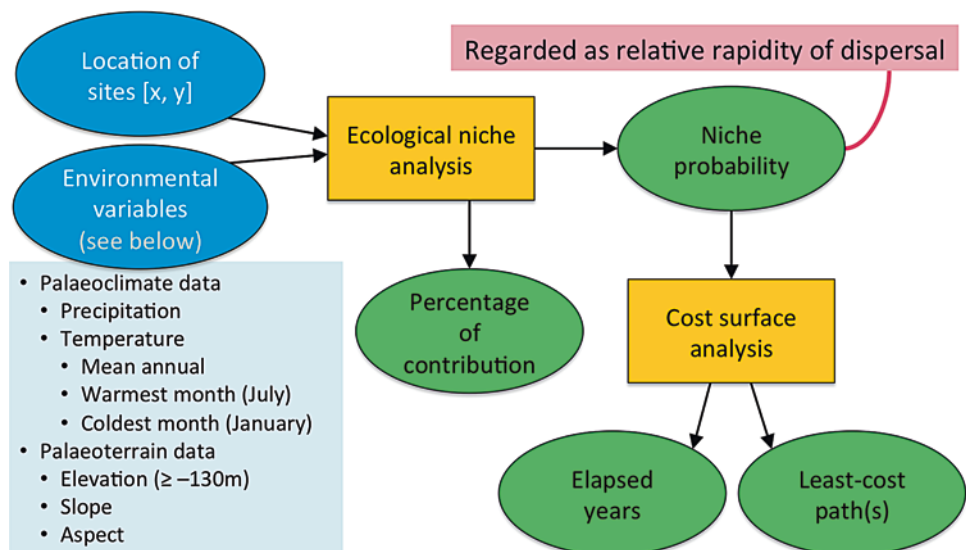 Location of
sites [x, y]
Environmental
variables
(see below)
• Palaeoclimate data
• Precipitation
• Temperature
• Mean annual
• Warmest month (July)
• Coldest month (January)
• Palaeoterrain data
• Elevation (≥ –130m)
• Slope
• Aspect
Ecological niche
analysis
Percentage
of
contribution
Regarded as relative rapidity of dispersal
Niche
probability
Cost surface
analysis
Elapsed
years
Least-cost
path(s)